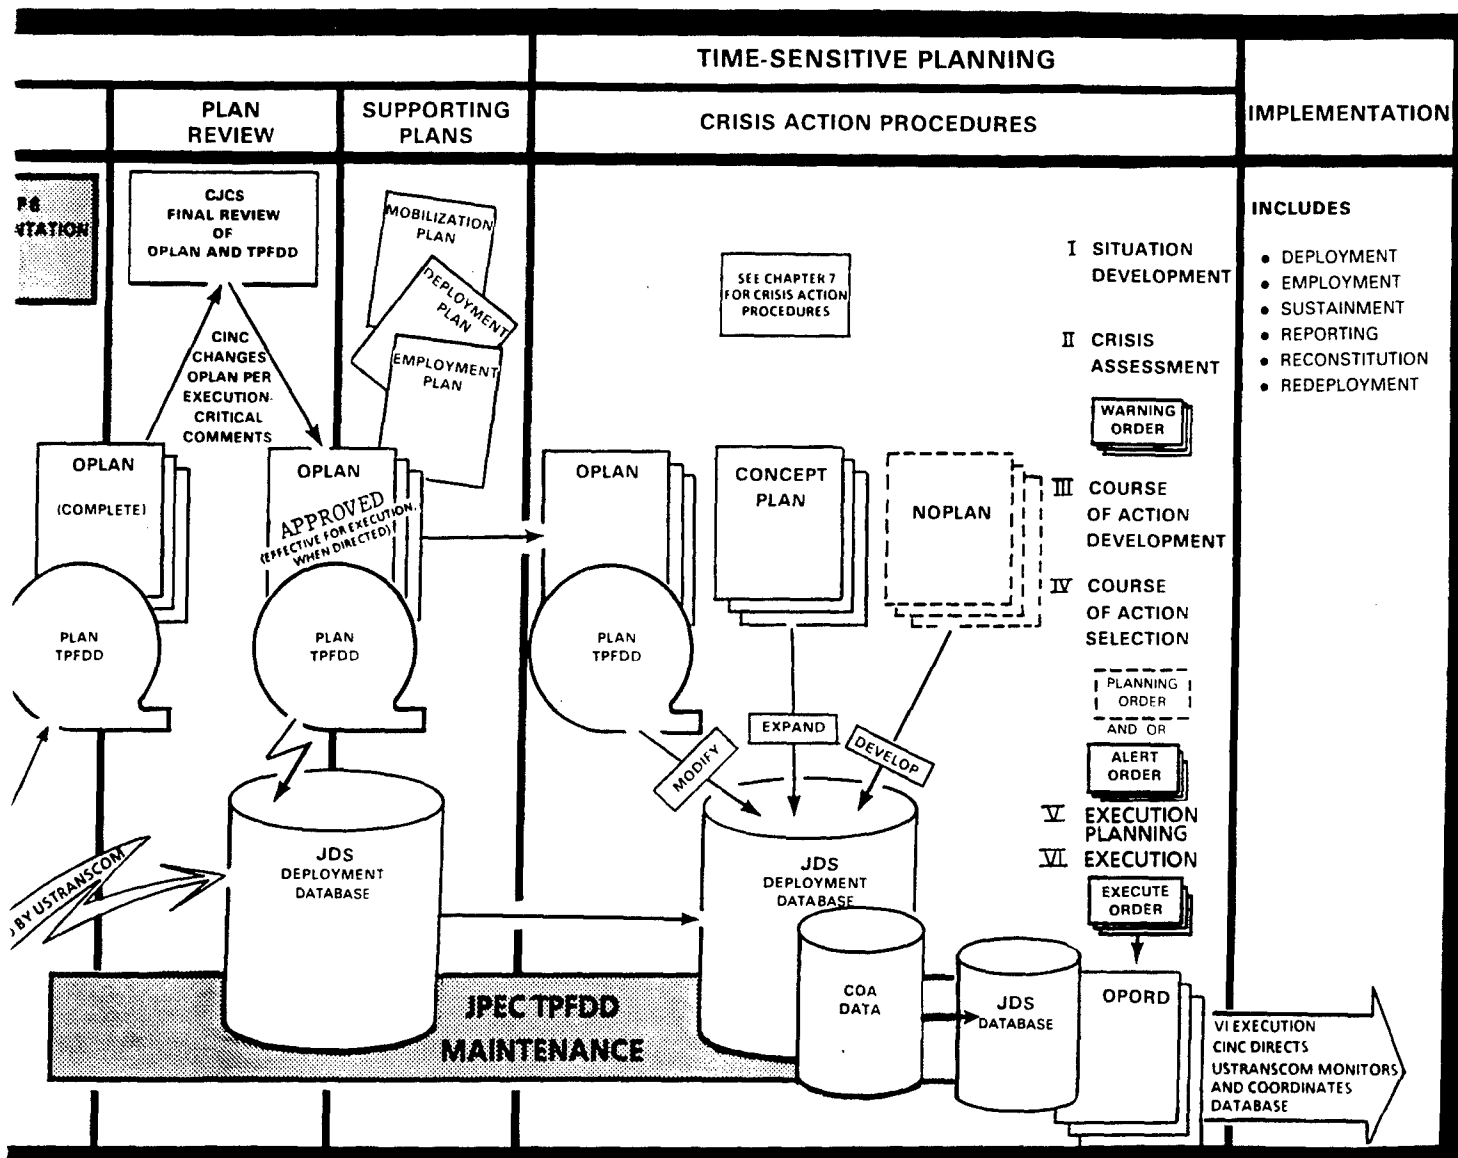 TIME-SENSITIVE PLANNING
PLAN
REVIEW
SUPPORTING
PLANS
CRISIS ACTION PROCEDURES
IMPLEMENTATION
NTATION
CJCS
FINAL REVIEW
OF
OPLAN AND TPFDD
CINC
CHANGES
OPLAN PER
EXECUTION-
CRITICAL
COMMENTS
MOBILIZATION
PLAN
DEPLOYMENT
PLAN
EMPLOYMENT
PLAN
SEE CHAPTER 7
FOR CRISIS ACTION
PROCEDURES
I SITUATION
DEVELOPMENT
II CRISIS
ASSESSMENT
WARNING
ORDER
III COURSE
OF ACTION
DEVELOPMENT
IV COURSE
OF ACTION
SELECTION
PLANNING
ORDER
AND OR
ALERT
ORDER
V EXECUTION
PLANNING
VI EXECUTION
EXECUTE
ORDER
INCLUDES
• DEPLOYMENT
• EMPLOYMENT
• SUSTAINMENT
• REPORTING
• RECONSTITUTION
• REDEPLOYMENT
OPLAN
(COMPLETE)
PLAN
TPFDD
OPLAN
APPROVED
(EFFECTIVE FOR EXECUTION,
WHEN DIRECTED)
PLAN
TPFDD
OPLAN
PLAN
TPFDD
CONCEPT
PLAN
NOPLAN
MODIFY
EXPAND
DEVELOP
BY USTRANSCOM
JDS
DEPLOYMENT
DATABASE
JDS
DEPLOYMENT
DATABASE
JPEC TPFDD
MAINTENANCE
COA
DATA
JDS
DATABASE
OPORD
VI EXECUTION
CINC DIRECTS
USTRANSCOM MONITORS
AND COORDINATES
DATABASE